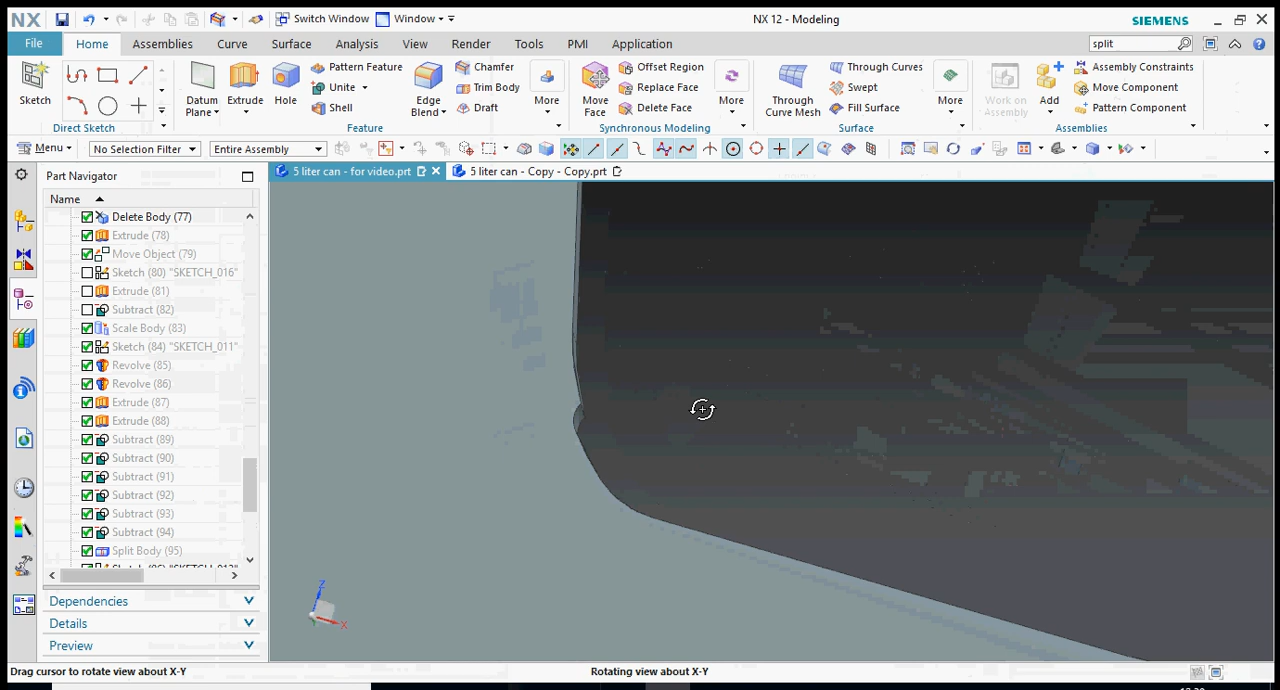 NX Switch Window Window NX 12 - Modeling SIEMENS
File Home Assemblies Curve Surface Analysis View Render Tools PMI Application split
Sketch Datum Plane Extrude Hole Pattern Feature Unite Shell Edge Blend Chamfer Trim Body Draft More Move Face Offset Region Replace Face Delete Face More Through Curve Mesh Through Curves Swept Fill Surface More Work on Assembly Add Assembly Constraints Move Component Pattern Component
Direct Sketch Feature Synchronous Modeling Surface Assemblies
Menu No Selection Filter Entire Assembly
Part Navigator 5 liter can - for video.prt 5 liter can - Copy - Copy.prt
Name
Delete Body (77)
Extrude (78)
Move Object (79)
Sketch (80) "SKETCH_016"
Extrude (81)
Subtract (82)
Scale Body (83)
Sketch (84) "SKETCH_011"
Revolve (85)
Revolve (86)
Extrude (87)
Extrude (88)
Subtract (89)
Subtract (90)
Subtract (91)
Subtract (92)
Subtract (93)
Subtract (94)
Split Body (95)
Z
X
Dependencies
Details
Preview
Drag cursor to rotate view about X-Y Rotating view about X-Y